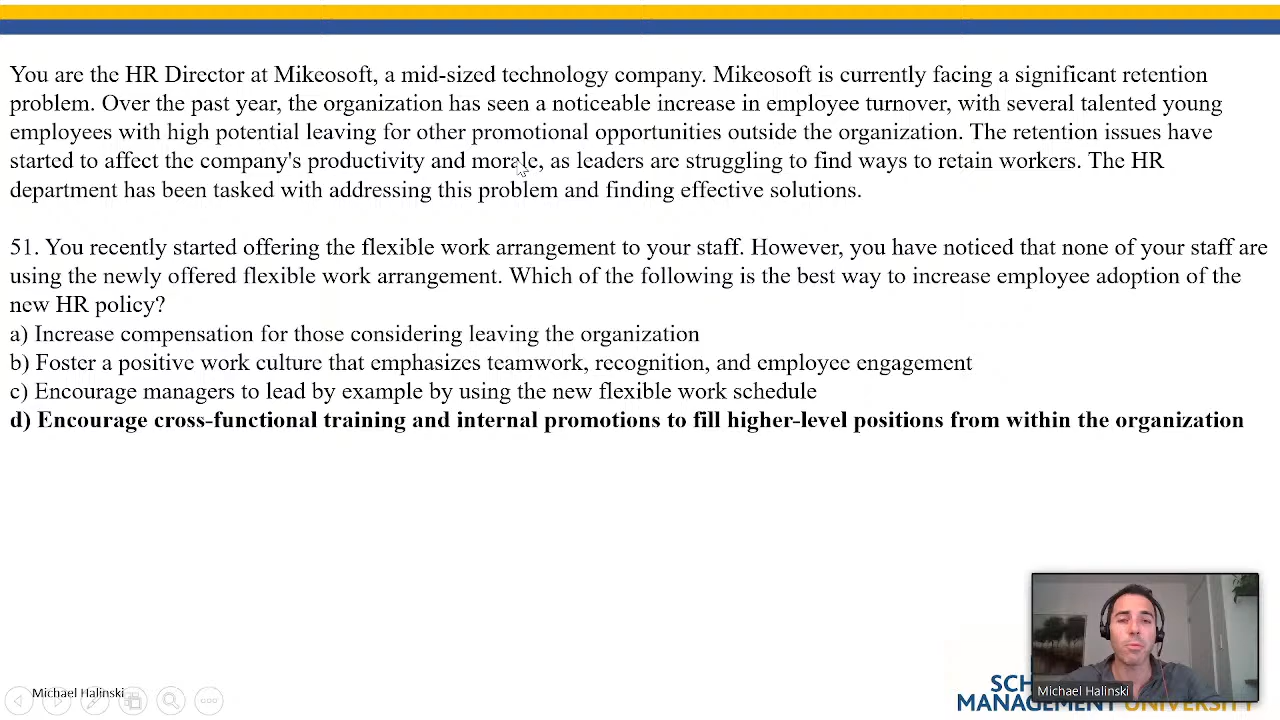 You are the HR Director at Mikeosoft, a mid-sized technology company. Mikeosoft is currently facing a significant retention
problem. Over the past year, the organization has seen a noticeable increase in employee turnover, with several talented young
employees with high potential leaving for other promotional opportunities outside the organization. The retention issues have
started to affect the company's productivity and morale, as leaders are struggling to find ways to retain workers. The HR
department has been tasked with addressing this problem and finding effective solutions.
51. You recently started offering the flexible work arrangement to your staff. However, you have noticed that none of your staff are
using the newly offered flexible work arrangement. Which of the following is the best way to increase employee adoption of the
new HR policy?
a) Increase compensation for those considering leaving the organization
b) Foster a positive work culture that emphasizes teamwork, recognition, and employee engagement
c) Encourage managers to lead by example by using the new flexible work schedule
d) Encourage cross-functional training and internal promotions to fill higher-level positions from within the organization
Michael Halinski
SCH
MANAGEMENT UNIVERSITY
Michael Halinski